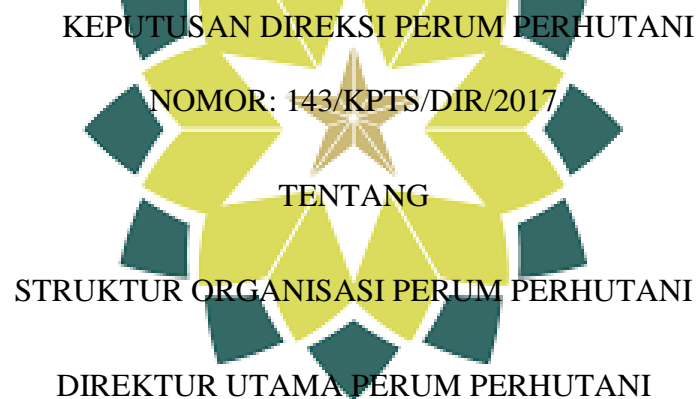 KEPUTUSAN DIREKSI PERUM PERHUTANI
NOMOR: 143/KPTS/DIR/2017
TENTANG
STRUKTUR ORGANISASI PERUM PERHUTANI
DIREKTUR UTAMA PERUM PERHUTANI